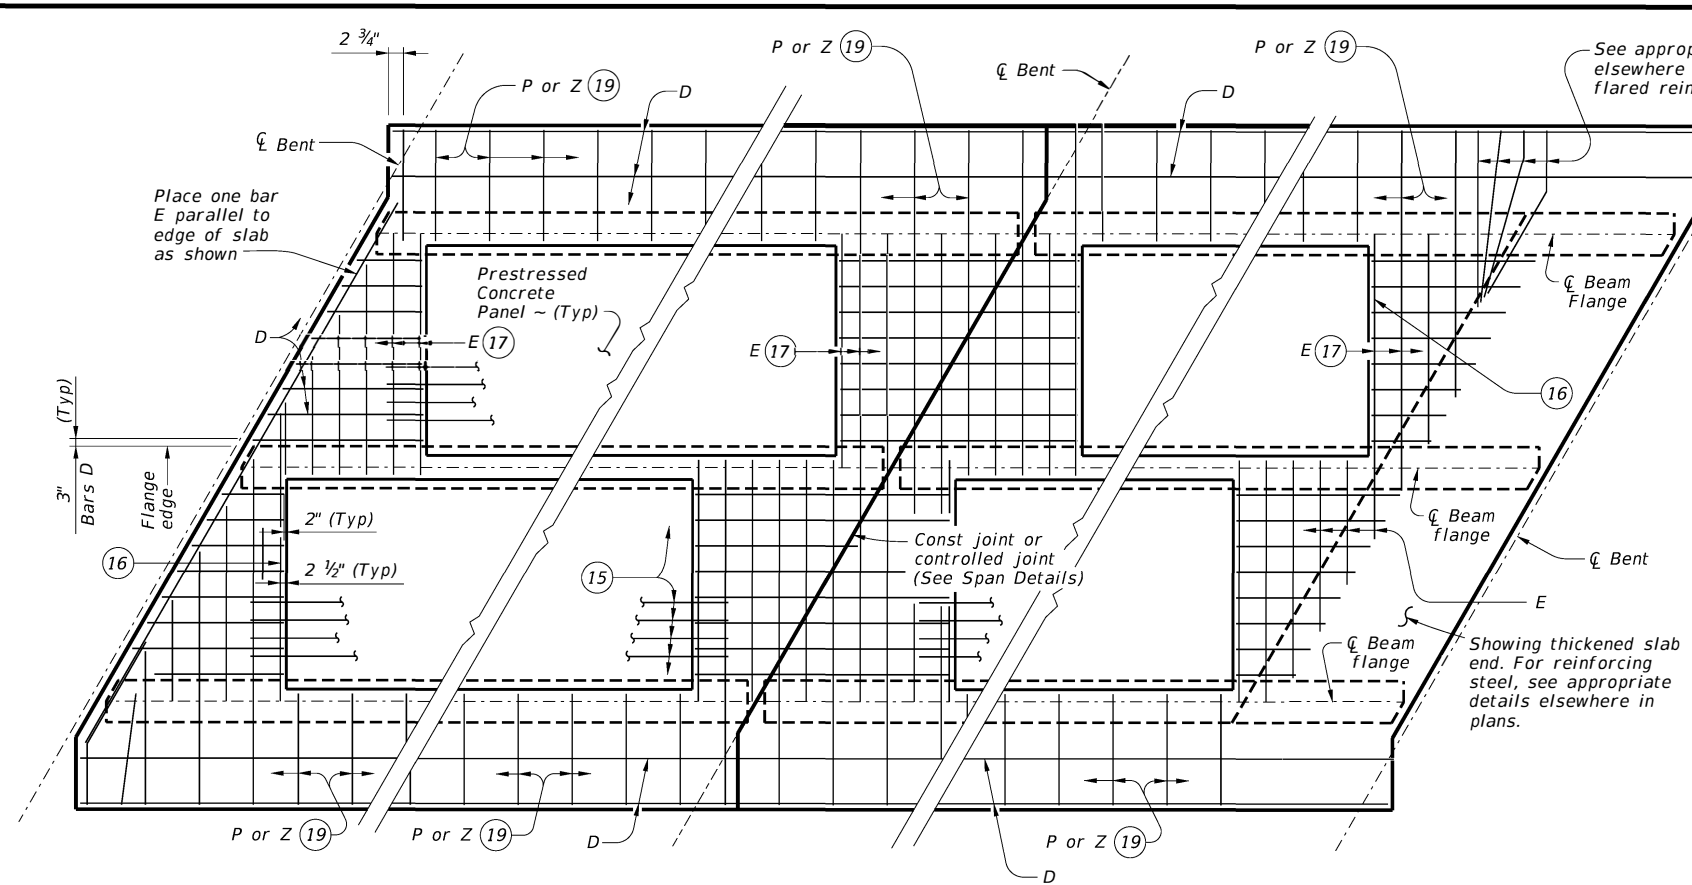 2 ¾"
P or Z 19
P or Z 19
℄ Bent
P or Z 19
See approp
elsewhere
flared rein
D
D
℄ Bent
Place one bar
E parallel to
edge of slab
as shown
Prestressed
Concrete
Panel ~ (Typ)
℄ Beam
Flange
D
E 17
E 17
E 17
16
(Typ)
3"
Bars D
Flange
edge
2" (Typ)
℄ Beam
flange
16
2 ½" (Typ)
15
Const joint or
controlled joint
(See Span Details)
℄ Bent
E
℄ Beam
flange
Showing thickened slab
end. For reinforcing
steel, see appropriate
details elsewhere in
plans.
P or Z 19
P or Z 19
D
P or Z 19
D